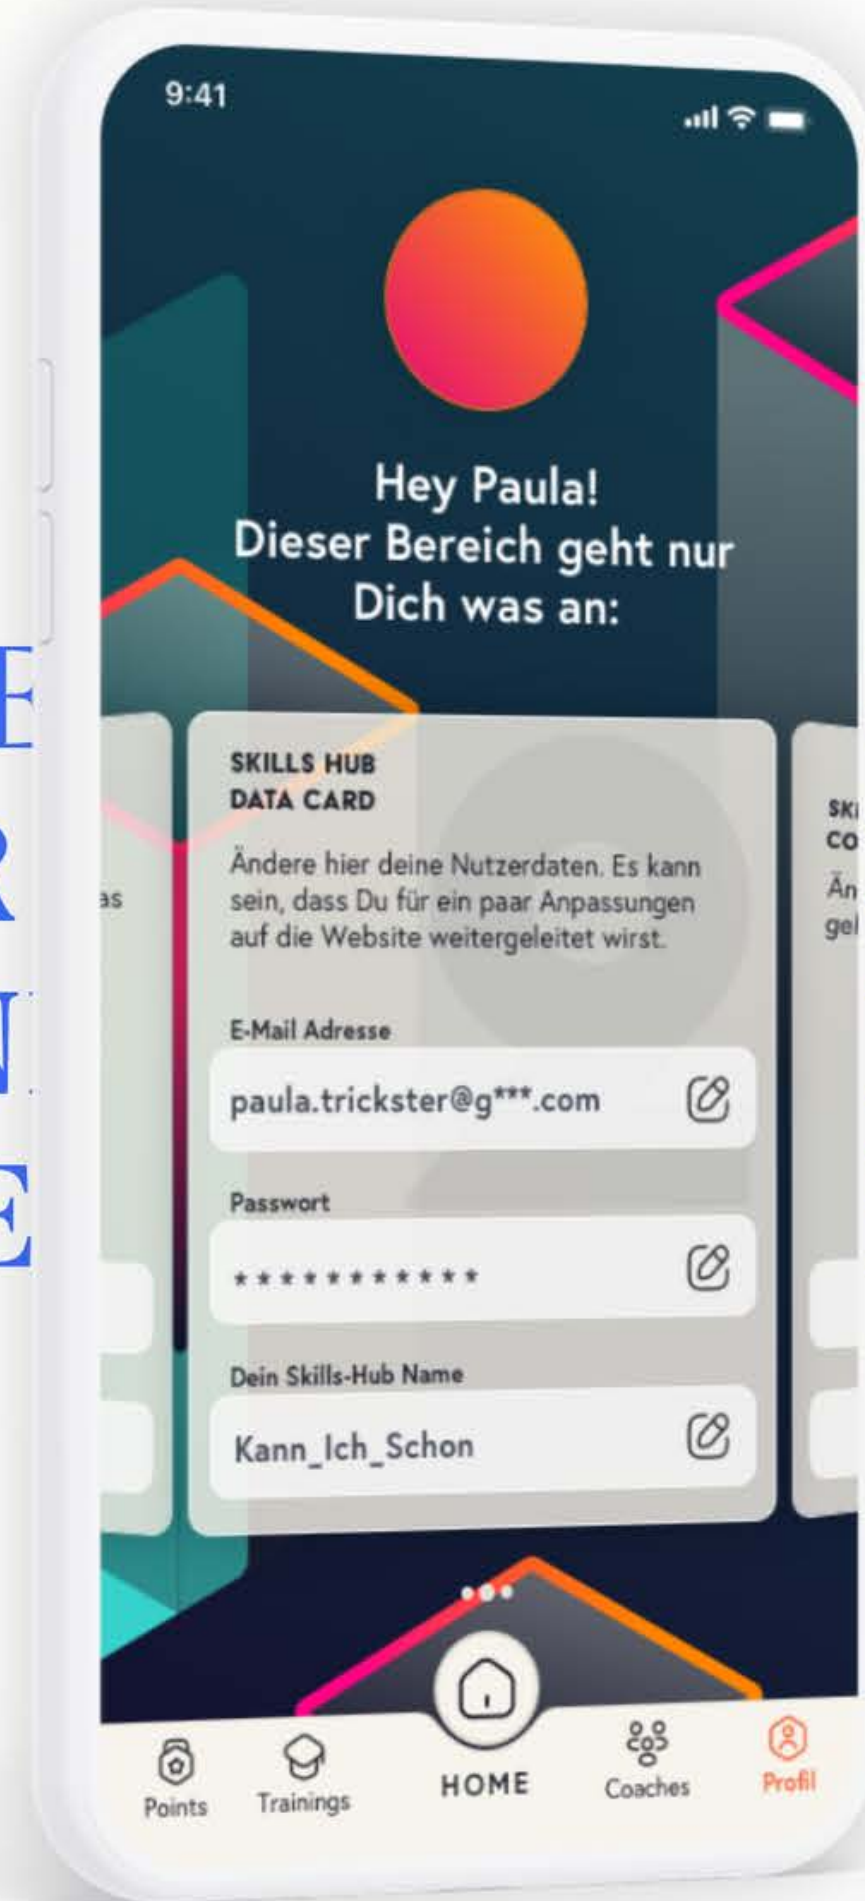 9:41
Hey Paula!
Dieser Bereich geht nur
Dich was an:
SKILLS HUB
DATA CARD
Ändere hier deine Nutzerdaten. Es kann
sein, dass Du für ein paar Anpassungen
auf die Website weitergeleitet wirst.
E-Mail Adresse
paula.trickster@g***.com
Passwort
***********
Dein Skills-Hub Name
Kann_Ich_Schon
Points
Trainings
HOME
Coaches
Profil